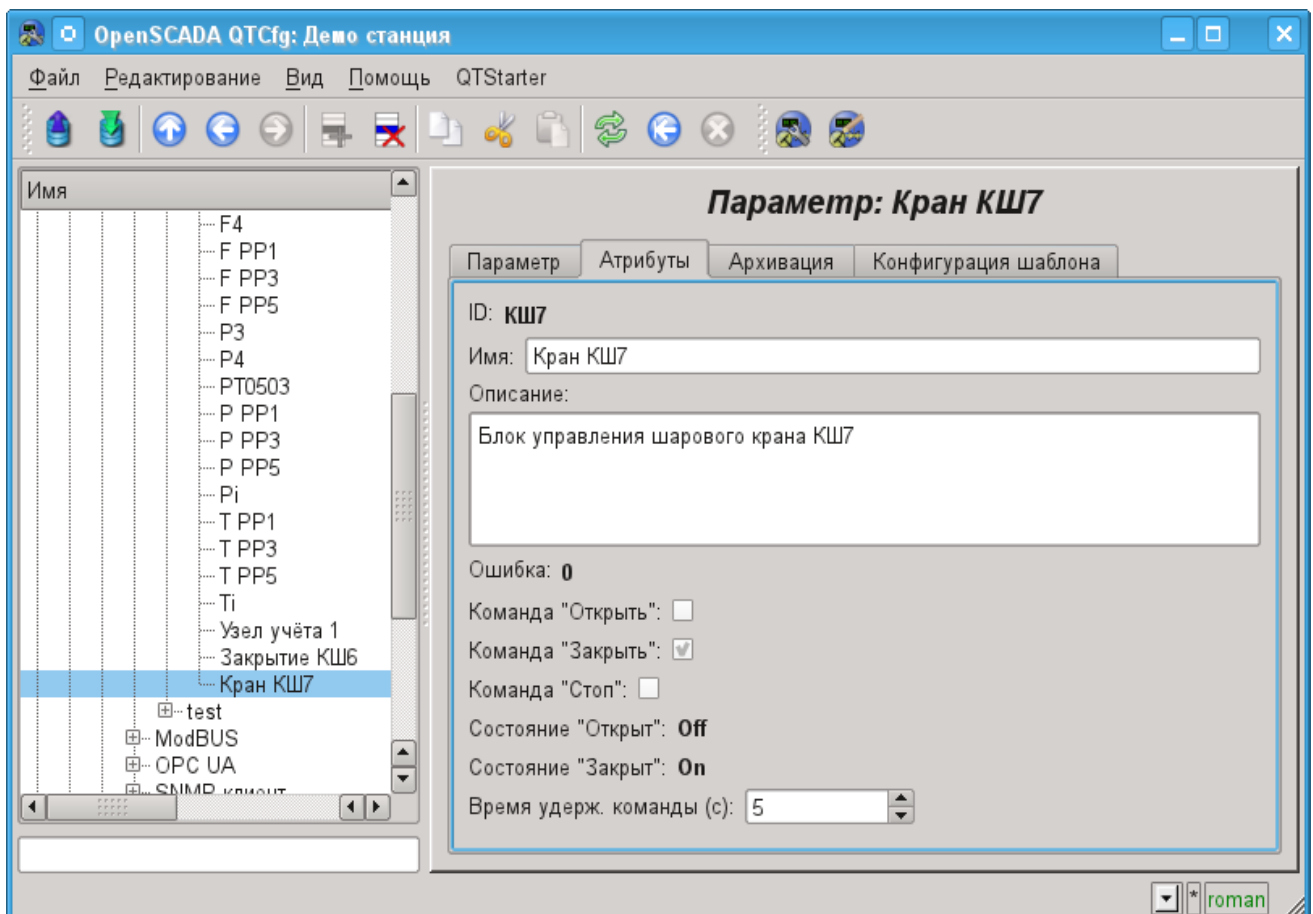 OpenSCADA QTCfg: Демо станция
Файл Редактирование Вид Помощь QTStarter
Имя
F4
F PP1
F PP3
F PP5
P3
P4
PT0503
P PP1
P PP3
P PP5
Pi
T PP1
T PP3
T PP5
Ti
Узел учёта 1
Закрытие КШ6
Кран КШ7
test
ModBUS
OPC UA
SNMP клиент
Параметр: Кран КШ7
Параметр Атрибуты Архивация Конфигурация шаблона
ID: КШ7
Имя: Кран КШ7
Описание:
Блок управления шарового крана КШ7
Ошибка: 0
Команда "Открыть":
Команда "Закрыть":
Команда "Стоп":
Состояние "Открыт": Off
Состояние "Закрыт": On
Время удерж. команды (с): 5
* roman